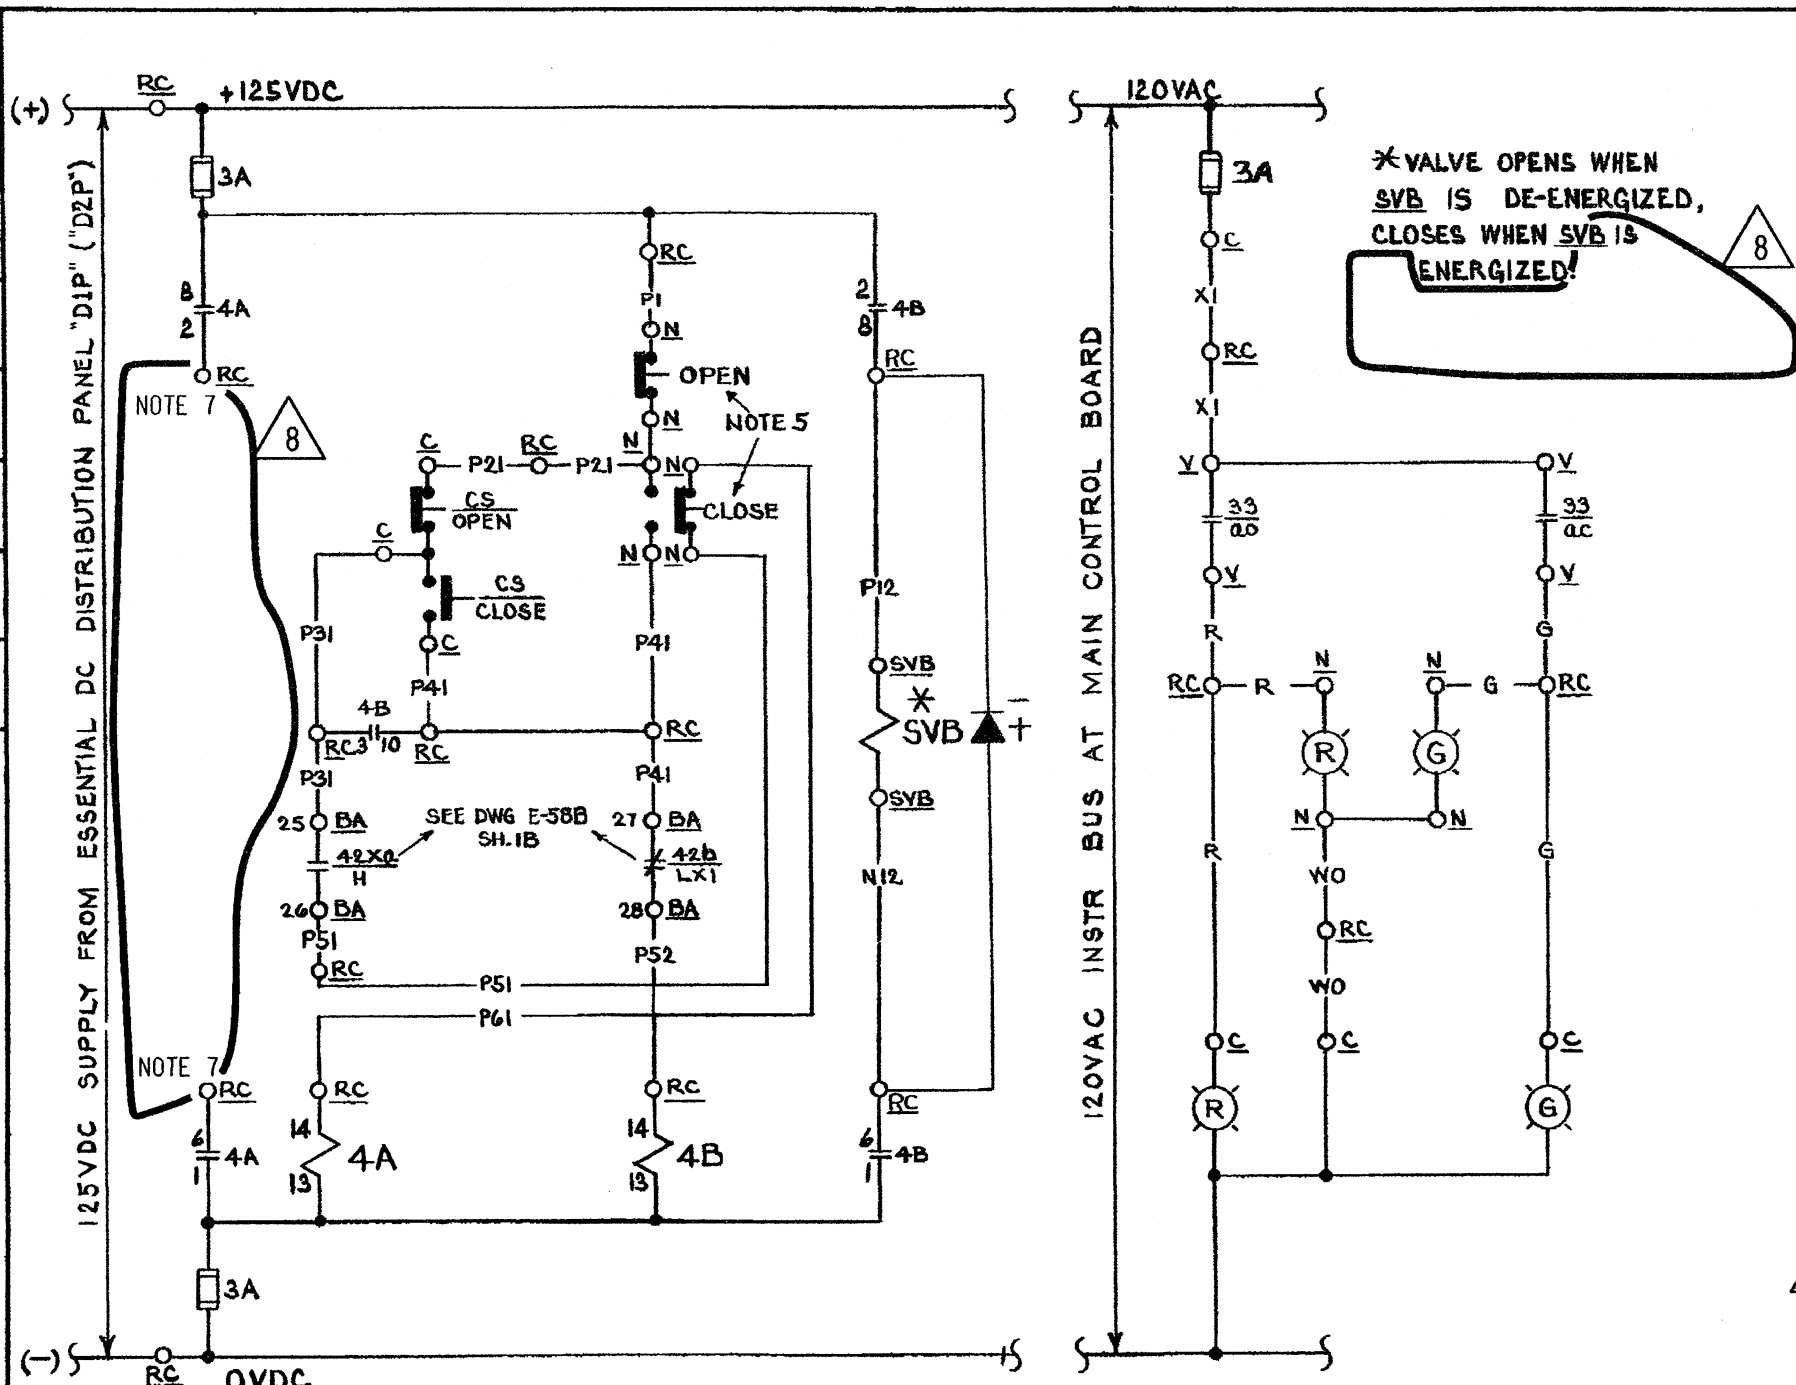 RC
(+)
+125VDC
120VAC
3A
3A
*VALVE OPENS WHEN
SVB IS DE-ENERGIZED,
CLOSES WHEN SVB IS
ENERGIZED.
8
125VDC SUPPLY FROM ESSENTIAL DC DISTRIBUTION PANEL "D1P" ("D2P")
120VAC INSTR BUS AT MAIN CONTROL BOARD
RC
C
P1
X1
8
4A
2
2
4B
8
N
RC
RC
RC
NOTE 7
8
OPEN
NOTE 5
N
X1
C
P21
RC
P21
N
N
V
V
CS
OPEN
CLOSE
33
ao
33
ac
C
N
N
CS
CLOSE
P12
V
V
P31
P41
R
G
C
P41
SVB
*
SVB
-
+
RC
R
N
N
G
RC
4B
RC
3
10
RC
RC
R
G
P31
P41
SVB
SEE DWG E-58B
SH.1B
25
BA
27
BA
N
N
42Xa
H
42b
LX1
R
G
N12
WO
26
BA
28
BA
P51
RC
P52
RC
P51
WO
P61
C
C
C
NOTE 7
RC
RC
RC
RC
R
G
6
4A
1
14
4A
13
14
4B
13
6
4B
1
3A
(-)
RC
0VDC